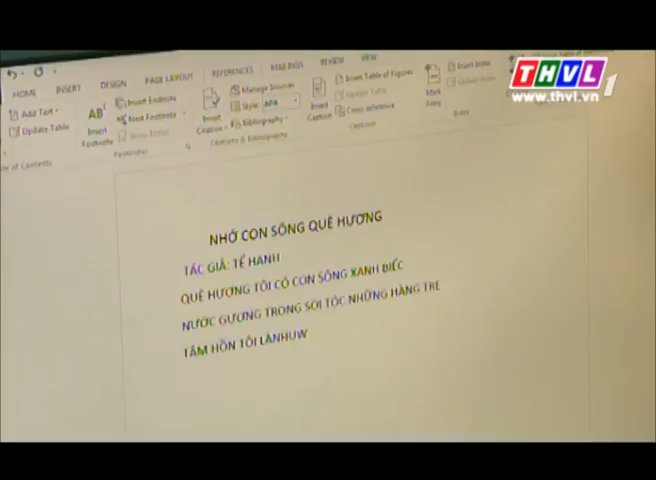 THVL1
www.thvl.vn
HOME INSERT DESIGN PAGE LAYOUT REFERENCES MAILINGS REVIEW VIEW
Add Text
Update Table
AB
Insert Footnote
Insert Endnote
Next Footnote
Show Notes
Footnotes
Insert Citation
Manage Sources
Style: APA
Bibliography
Citations & Bibliography
Insert Caption
Insert Table of Figures
Update Table
Cross-reference
Captions
Mark Entry
Insert Index
Update Index
Index
NHỚ CON SÔNG QUÊ HƯƠNG
TÁC GIẢ: TẾ HANH
QUÊ HƯƠNG TÔI CÓ CON SÔNG XANH BIẾC
NƯỚC GƯƠNG TRONG SOI TÓC NHỮNG HÀNG TRE
TÂM HỒN TÔI LÀNHUW